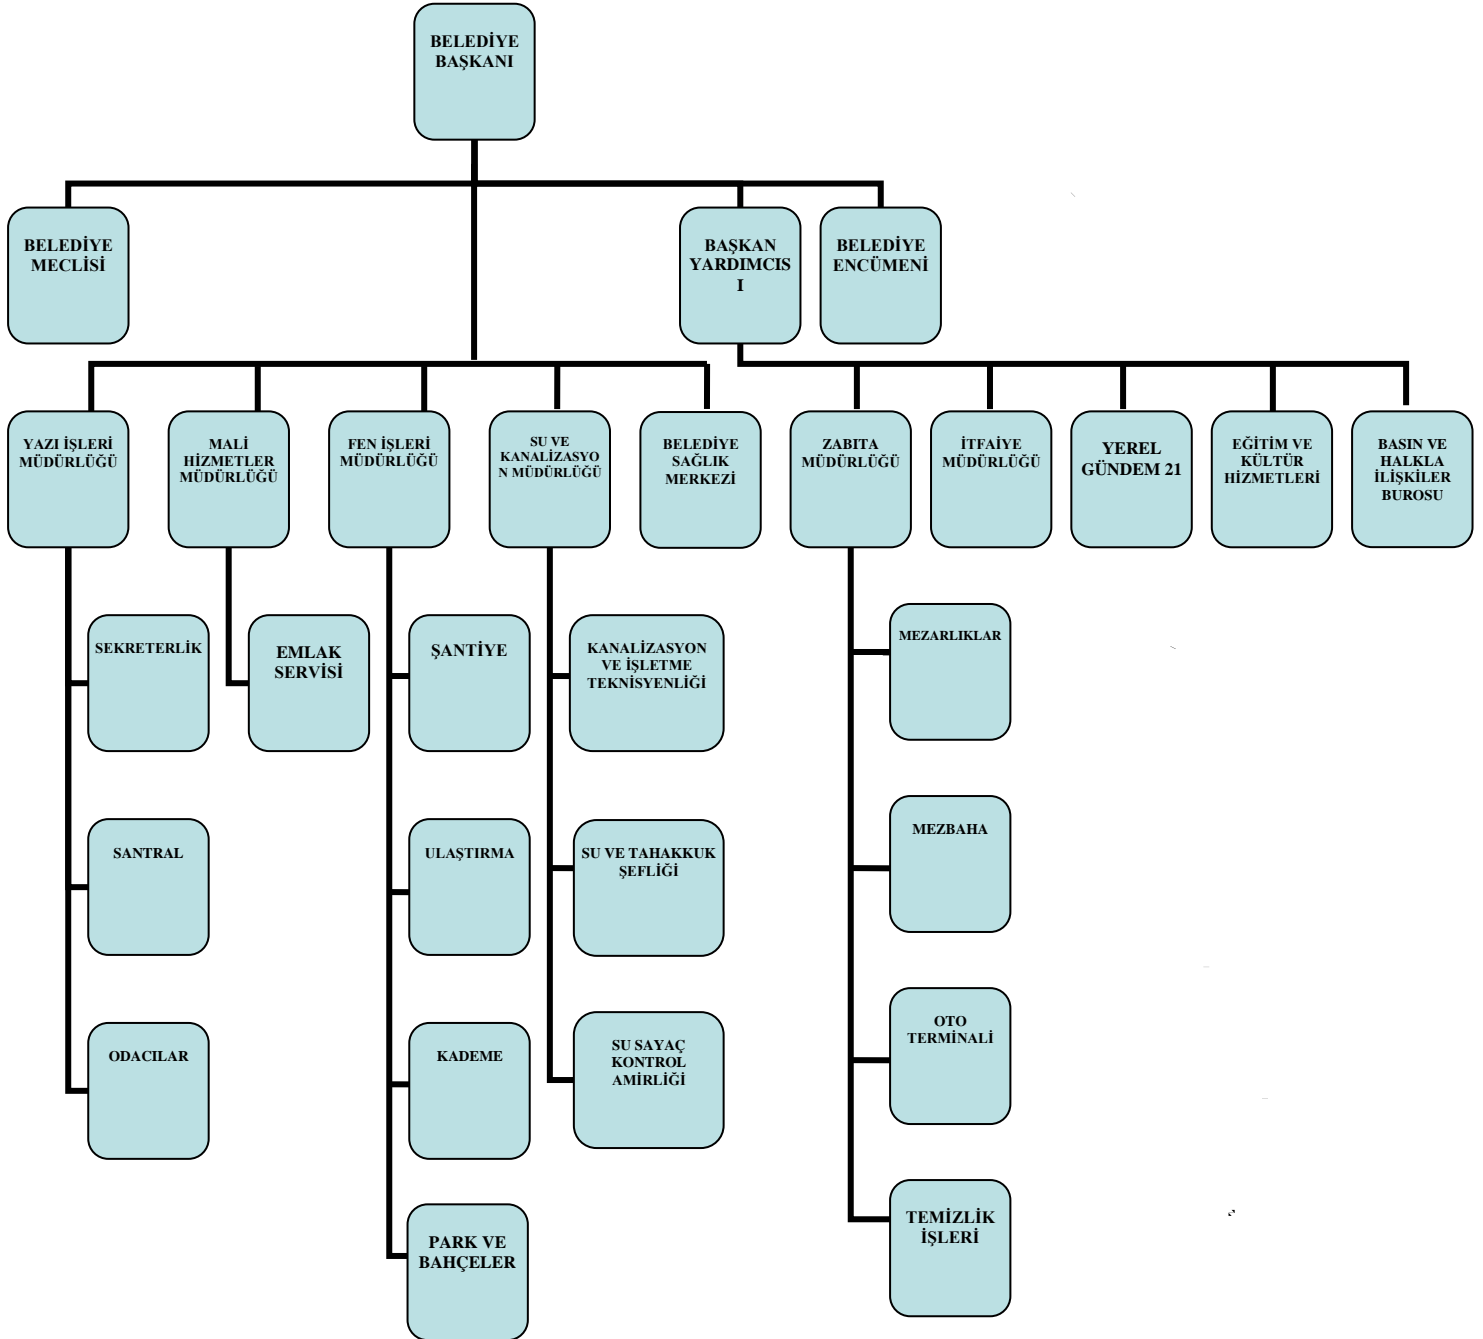 BELEDİYE
BAŞKANI
BELEDİYE
MECLİSİ
BAŞKAN
YARDIMCIS
I
BELEDİYE
ENCÜMENİ
YAZI İŞLERİ
MÜDÜRLÜĞÜ
MALİ
HİZMETLER
MÜDÜRLÜĞÜ
FEN İŞLERİ
MÜDÜRLÜĞÜ
SU VE
KANALİZASYO
N MÜDÜRLÜĞÜ
BELEDİYE
SAĞLIK
MERKEZİ
ZABITA
MÜDÜRLÜĞÜ
İTFAİYE
MÜDÜRLÜĞÜ
YEREL
GÜNDEM 21
EĞİTİM VE
KÜLTÜR
HİZMETLERİ
BASIN VE
HALKLA
İLİŞKİLER
BUROSU
SEKRETERLİK
EMLAK
SERVİSİ
ŞANTİYE
KANALİZASYON
VE İŞLETME
TEKNİSYENLİĞİ
MEZARLIKLAR
SANTRAL
ULAŞTIRMA
SU VE TAHAKKUK
ŞEFLİĞİ
MEZBAHA
ODACILAR
KADEME
SU SAYAÇ
KONTROL
AMİRLİĞİ
OTO
TERMİNALİ
PARK VE
BAHÇELER
TEMİZLİK
İŞLERİ